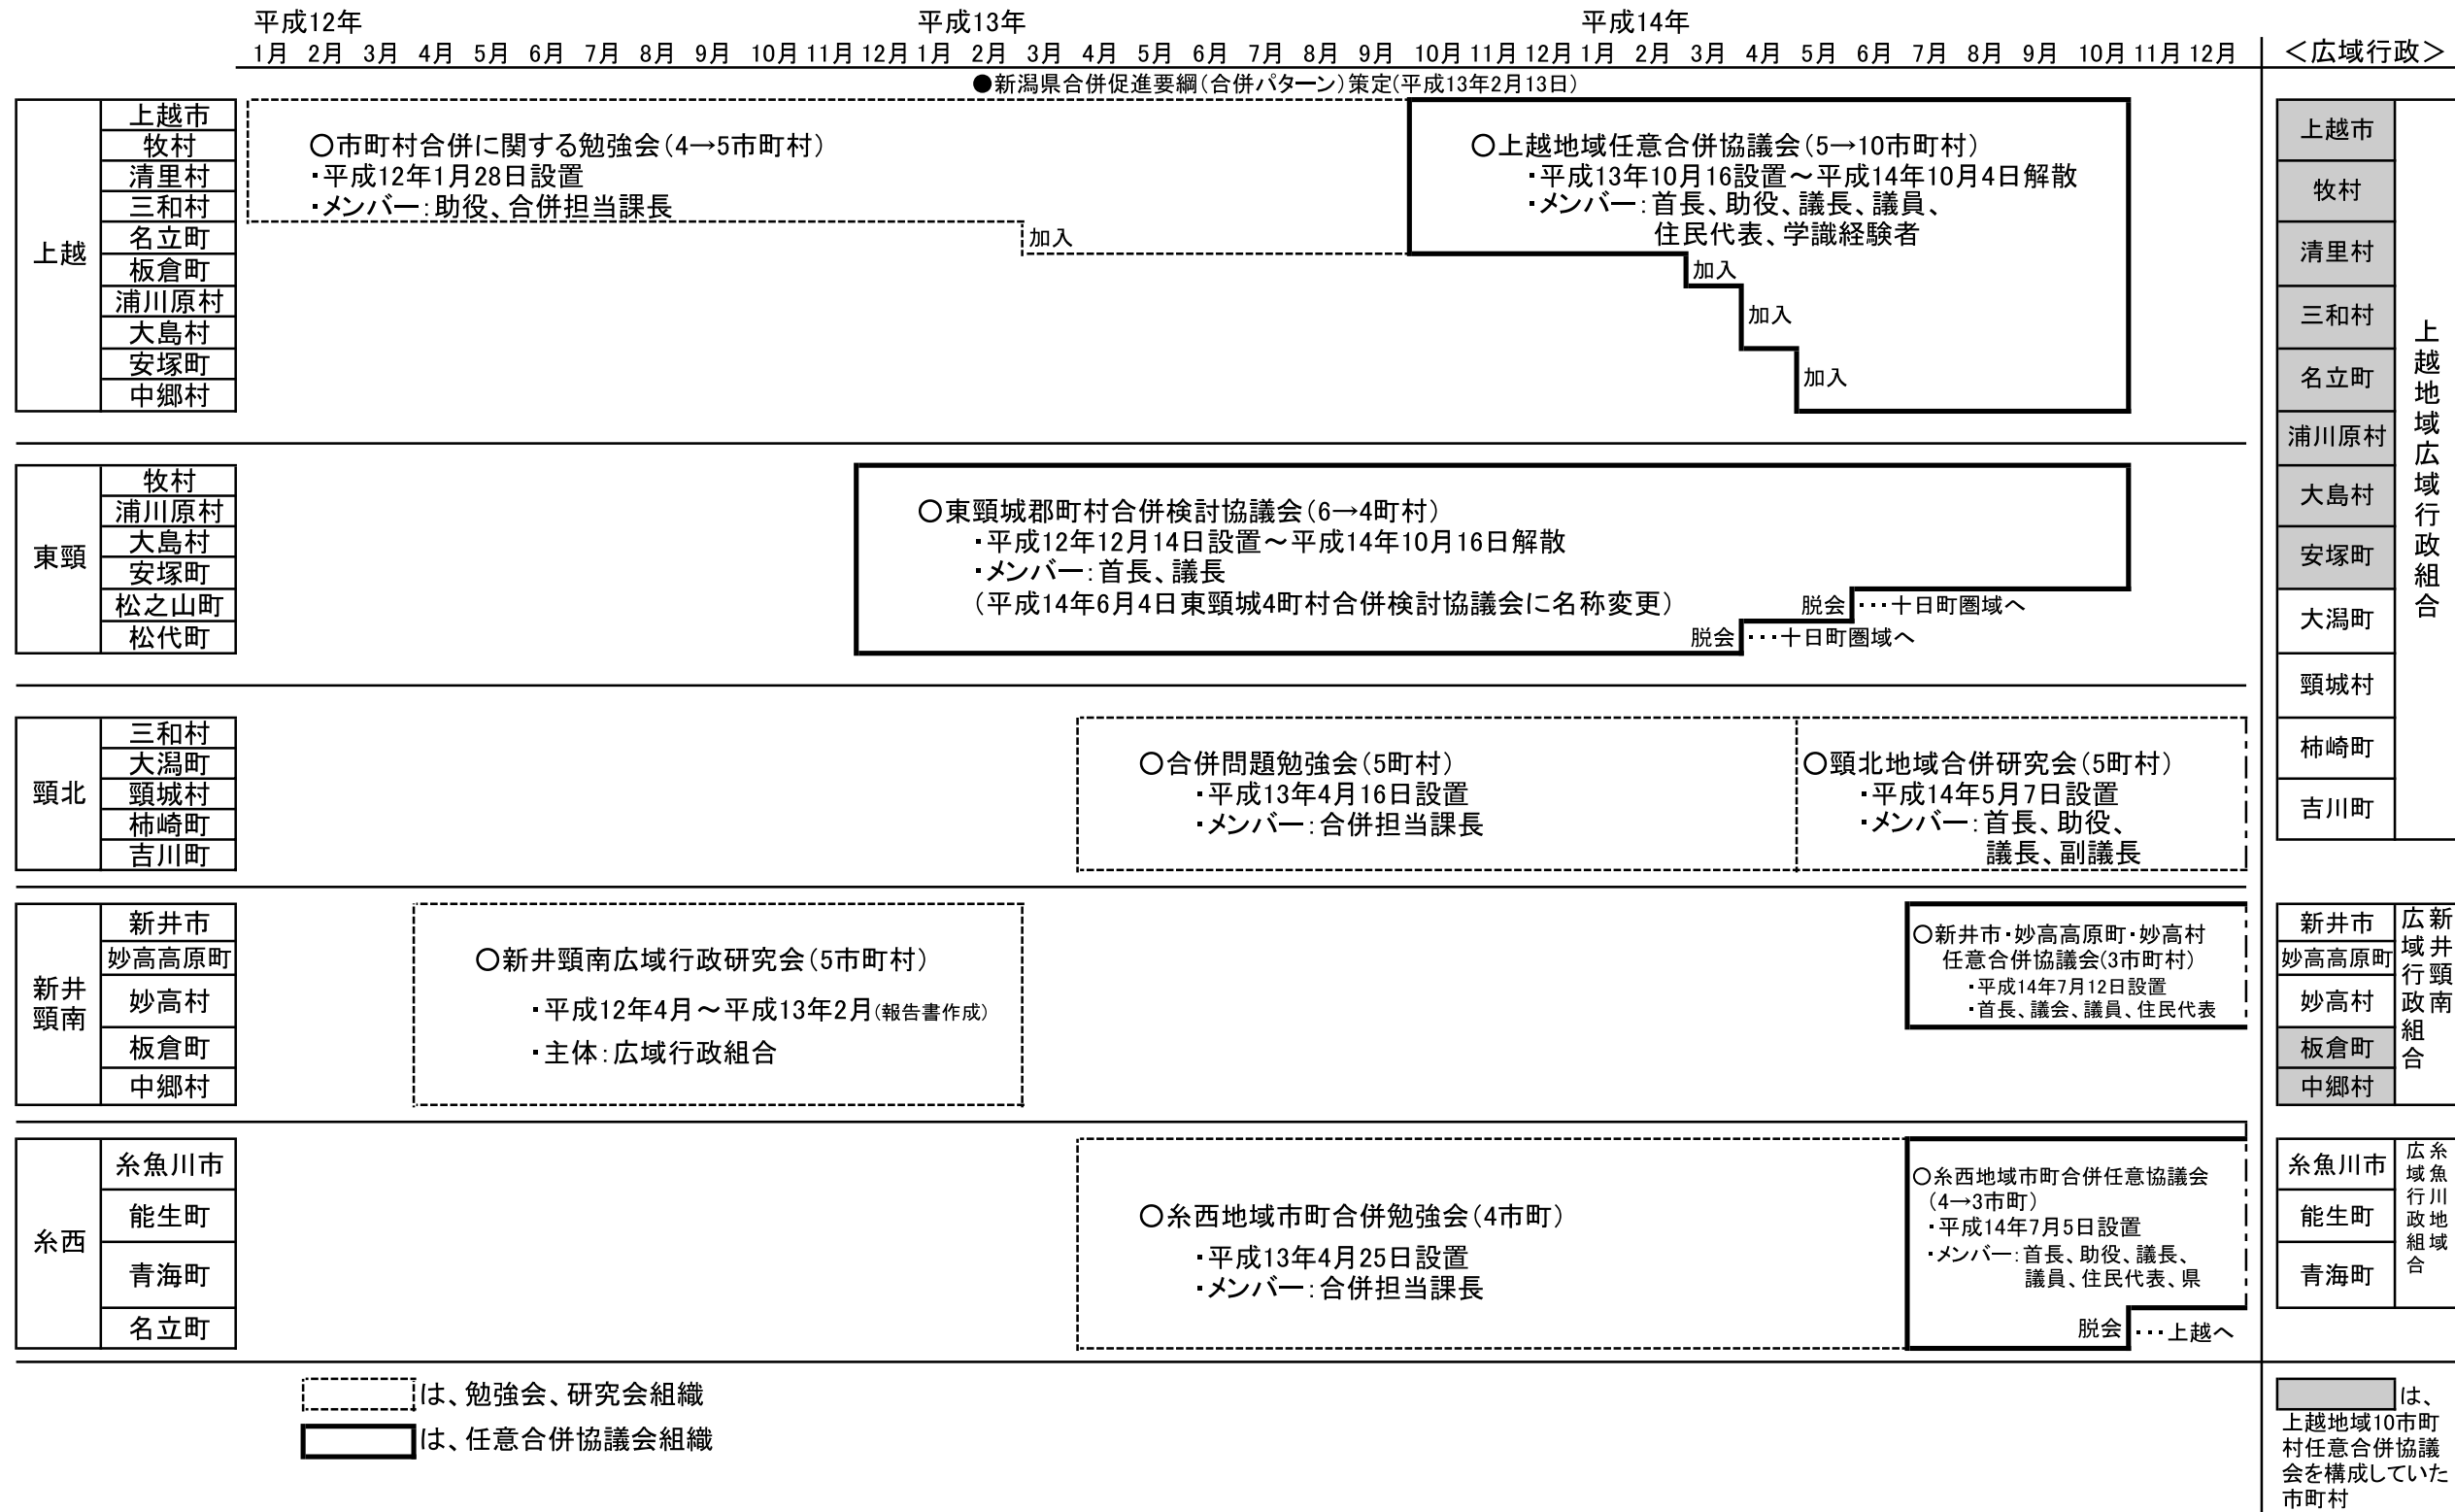 平成12年 平成13年 平成14年
1月 2月 3月 4月 5月 6月 7月 8月 9月 10月 11月 12月 1月 2月 3月 4月 5月 6月 7月 8月 9月 10月 11月 12月 1月 2月 3月 4月 5月 6月 7月 8月 9月 10月 11月 12月
＜広域行政＞
●新潟県合併促進要綱（合併パターン）策定(平成13年2月13日）
上越
上越市
牧村
清里村
三和村
名立町
板倉町
浦川原村
大島村
安塚町
中郷村
○市町村合併に関する勉強会（4→5市町村）
・平成12年1月28日設置
・メンバー：助役、合併担当課長
加入
○上越地域任意合併協議会（5→10市町村）
・平成13年10月16設置～平成14年10月4日解散
・メンバー：首長、助役、議長、議員、
住民代表、学識経験者
加入
加入
加入
東頸
牧村
浦川原村
大島村
安塚町
松之山町
松代町
○東頸城郡町村合併検討協議会（6→4町村）
・平成12年12月14日設置～平成14年10月16日解散
・メンバー：首長、議長
（平成14年6月4日東頸城4町村合併検討協議会に名称変更）
脱会 ・・・十日町圏域へ
脱会 ・・・十日町圏域へ
頸北
三和村
大潟町
頸城村
柿崎町
吉川町
○合併問題勉強会（5町村）
・平成13年4月16日設置
・メンバー：合併担当課長
○頸北地域合併研究会（5町村）
・平成14年5月7日設置
・メンバー：首長、助役、
議長、副議長
新井
頸南
新井市
妙高高原町
妙高村
板倉町
中郷村
○新井頸南広域行政研究会（5市町村）
・平成12年4月～平成13年2月(報告書作成）
・主体：広域行政組合
○新井市・妙高高原町・妙高村
任意合併協議会(3市町村）
・平成14年7月12日設置
・首長、議会、議員、住民代表
糸西
糸魚川市
能生町
青海町
名立町
○糸西地域市町合併勉強会（4市町）
・平成13年4月25日設置
・メンバー：合併担当課長
○糸西地域市町合併任意協議会
（4→3市町）
・平成14年7月5日設置
・メンバー：首長、助役、議長、
議員、住民代表、県
脱会 ・・・上越へ
は、勉強会、研究会組織
は、任意合併協議会組織
上越市
牧村
清里村
三和村
名立町
浦川原村
大島村
安塚町
大潟町
頸城村
柿崎町
吉川町
上越地域広域行政組合
新井市
妙高高原町
妙高村
板倉町
中郷村
新井頸南
広域行政組合
糸魚川市
能生町
青海町
糸魚川地域
広域行政組合
は、
上越地域10市町
村任意合併協議
会を構成していた
市町村